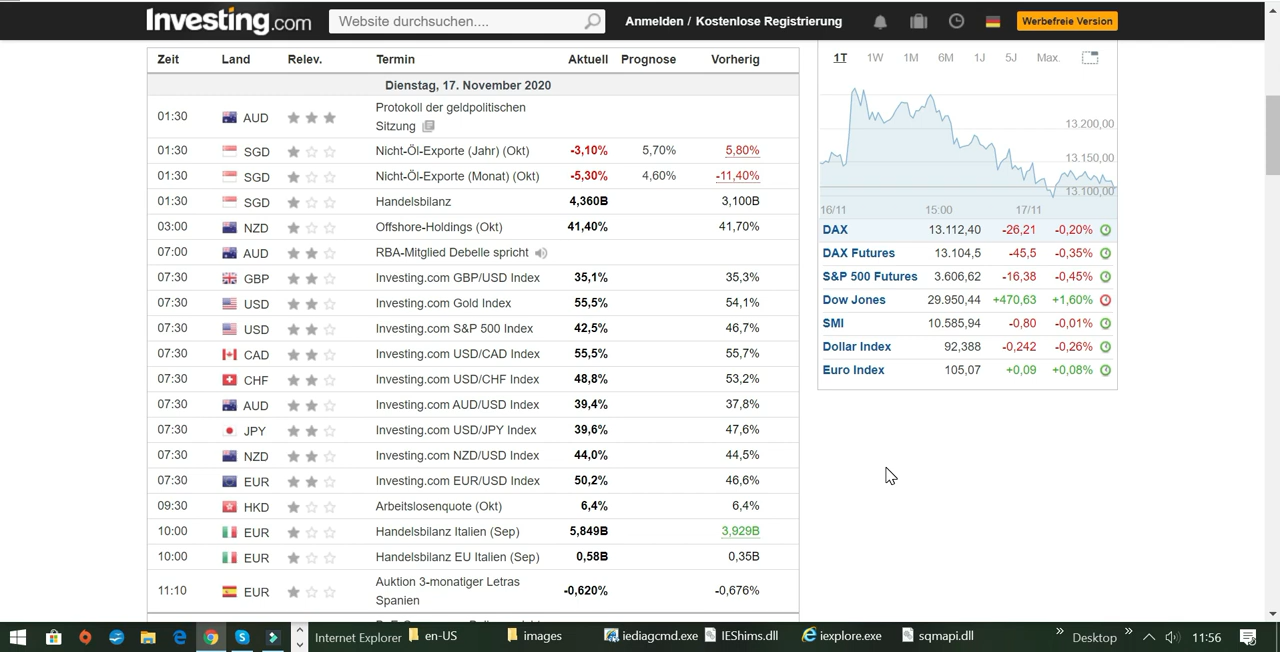 Investing.com Website durchsuchen.... Anmelden / Kostenlose Registrierung Werbefreie Version
Zeit Land Relev. Termin Aktuell Prognose Vorherig
Dienstag, 17. November 2020
01:30 AUD Protokoll der geldpolitischen
Sitzung
01:30 SGD Nicht-Öl-Exporte (Jahr) (Okt) -3,10% 5,70% 5,80%
01:30 SGD Nicht-Öl-Exporte (Monat) (Okt) -5,30% 4,60% -11,40%
01:30 SGD Handelsbilanz 4,360B 3,100B
03:00 NZD Offshore-Holdings (Okt) 41,40% 41,70%
07:00 AUD RBA-Mitglied Debelle spricht
07:30 GBP Investing.com GBP/USD Index 35,1% 35,3%
07:30 USD Investing.com Gold Index 55,5% 54,1%
07:30 USD Investing.com S&P 500 Index 42,5% 46,7%
07:30 CAD Investing.com USD/CAD Index 55,5% 55,7%
07:30 CHF Investing.com USD/CHF Index 48,8% 53,2%
07:30 AUD Investing.com AUD/USD Index 39,4% 37,8%
07:30 JPY Investing.com USD/JPY Index 39,6% 47,6%
07:30 NZD Investing.com NZD/USD Index 44,0% 44,5%
07:30 EUR Investing.com EUR/USD Index 50,2% 46,6%
09:30 HKD Arbeitslosenquote (Okt) 6,4% 6,4%
10:00 EUR Handelsbilanz Italien (Sep) 5,849B 3,929B
10:00 EUR Handelsbilanz EU Italien (Sep) 0,58B 0,35B
11:10 EUR Auktion 3-monatiger Letras
Spanien -0,620% -0,676%
1T 1W 1M 6M 1J 5J Max.
13.200,00
13.150,00
13.100,00
16/11 15:00 17/11
DAX 13.112,40 -26,21 -0,20%
DAX Futures 13.104,5 -45,5 -0,35%
S&P 500 Futures 3.606,62 -16,38 -0,45%
Dow Jones 29.950,44 +470,63 +1,60%
SMI 10.585,94 -0,80 -0,01%
Dollar Index 92,388 -0,242 -0,26%
Euro Index 105,07 +0,09 +0,08%
Internet Explorer en-US images iediagcmd.exe IEShims.dll iexplore.exe sqmapi.dll Desktop 11:56